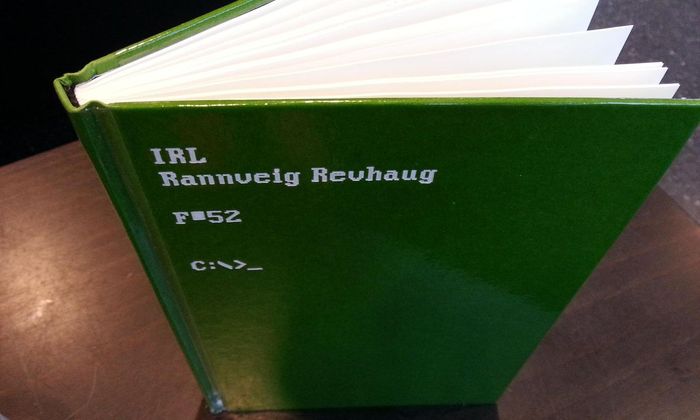 IRL
Rannveig Revhaug
F■52
C:\>_